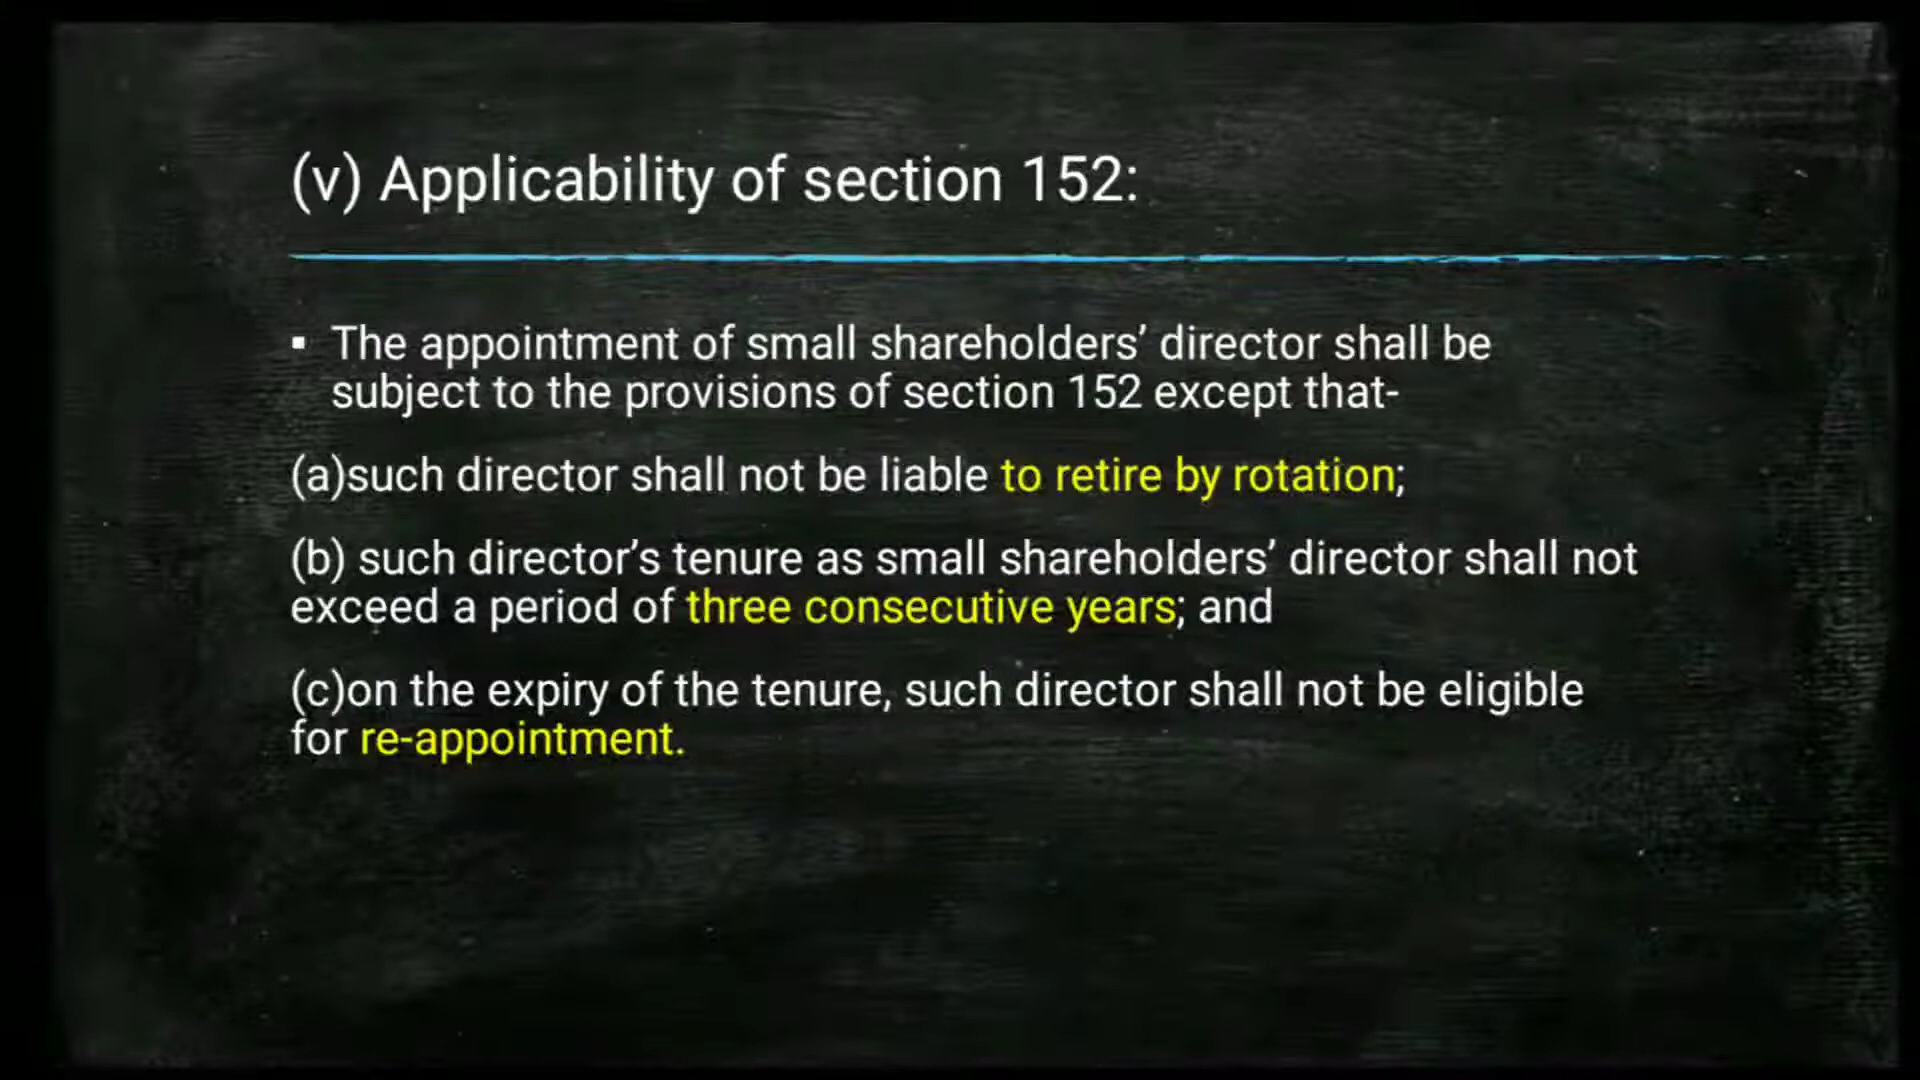 (v) Applicability of section 152:
▪ The appointment of small shareholders’ director shall be
subject to the provisions of section 152 except that-
(a)such director shall not be liable to retire by rotation;
(b) such director’s tenure as small shareholders’ director shall not
exceed a period of three consecutive years; and
(c)on the expiry of the tenure, such director shall not be eligible
for re-appointment.